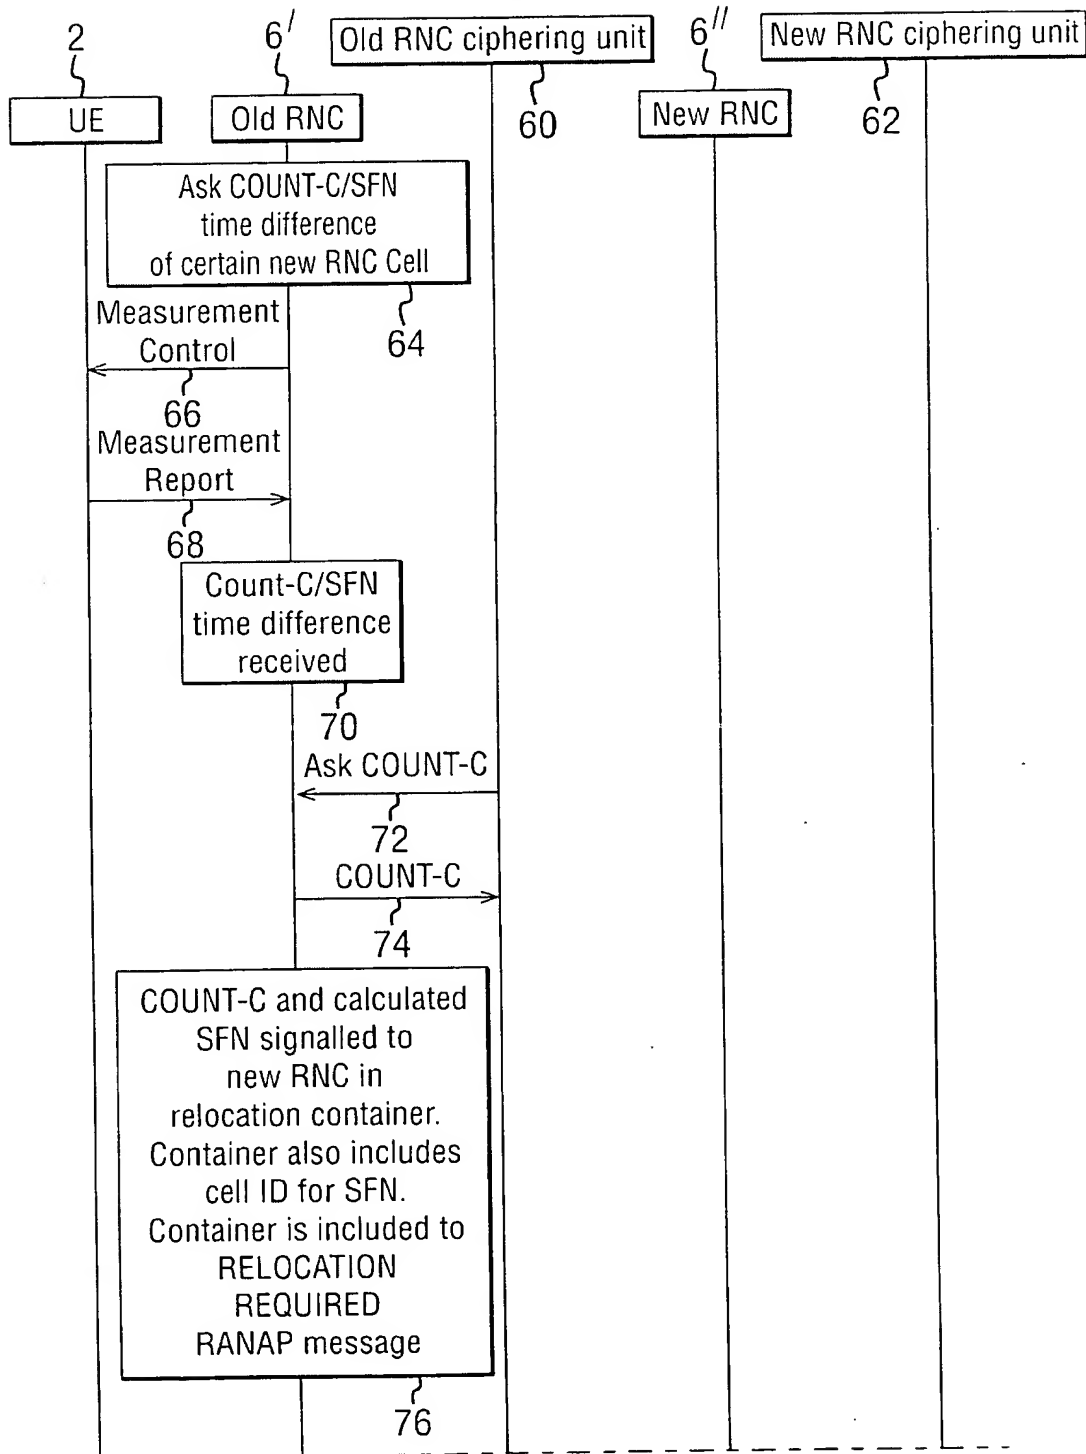 2
6′
Old RNC ciphering unit
6″
New RNC ciphering unit
UE
Old RNC
60
New RNC
62
Ask COUNT-C/SFN
time difference
of certain new RNC Cell
64
Measurement
Control
66
Measurement
Report
68
Count-C/SFN
time difference
received
70
Ask COUNT-C
72
COUNT-C
74
COUNT-C and calculated
SFN signalled to
new RNC in
relocation container.
Container also includes
cell ID for SFN.
Container is included to
RELOCATION
REQUIRED
RANAP message
76